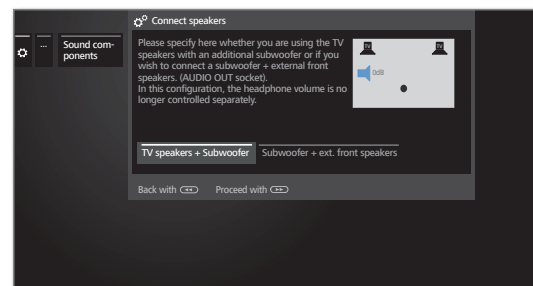 Connect speakers
...
Sound com-
ponents
Please specify here whether you are using the TV
speakers with an additional subwoofer or if you
wish to connect a subwoofer + external front
speakers. (AUDIO OUT socket).
In this configuration, the headphone volume is no
longer controlled separately.
TV
TV
0dB
TV speakers + Subwoofer
Subwoofer + ext. front speakers
Back with
Proceed with